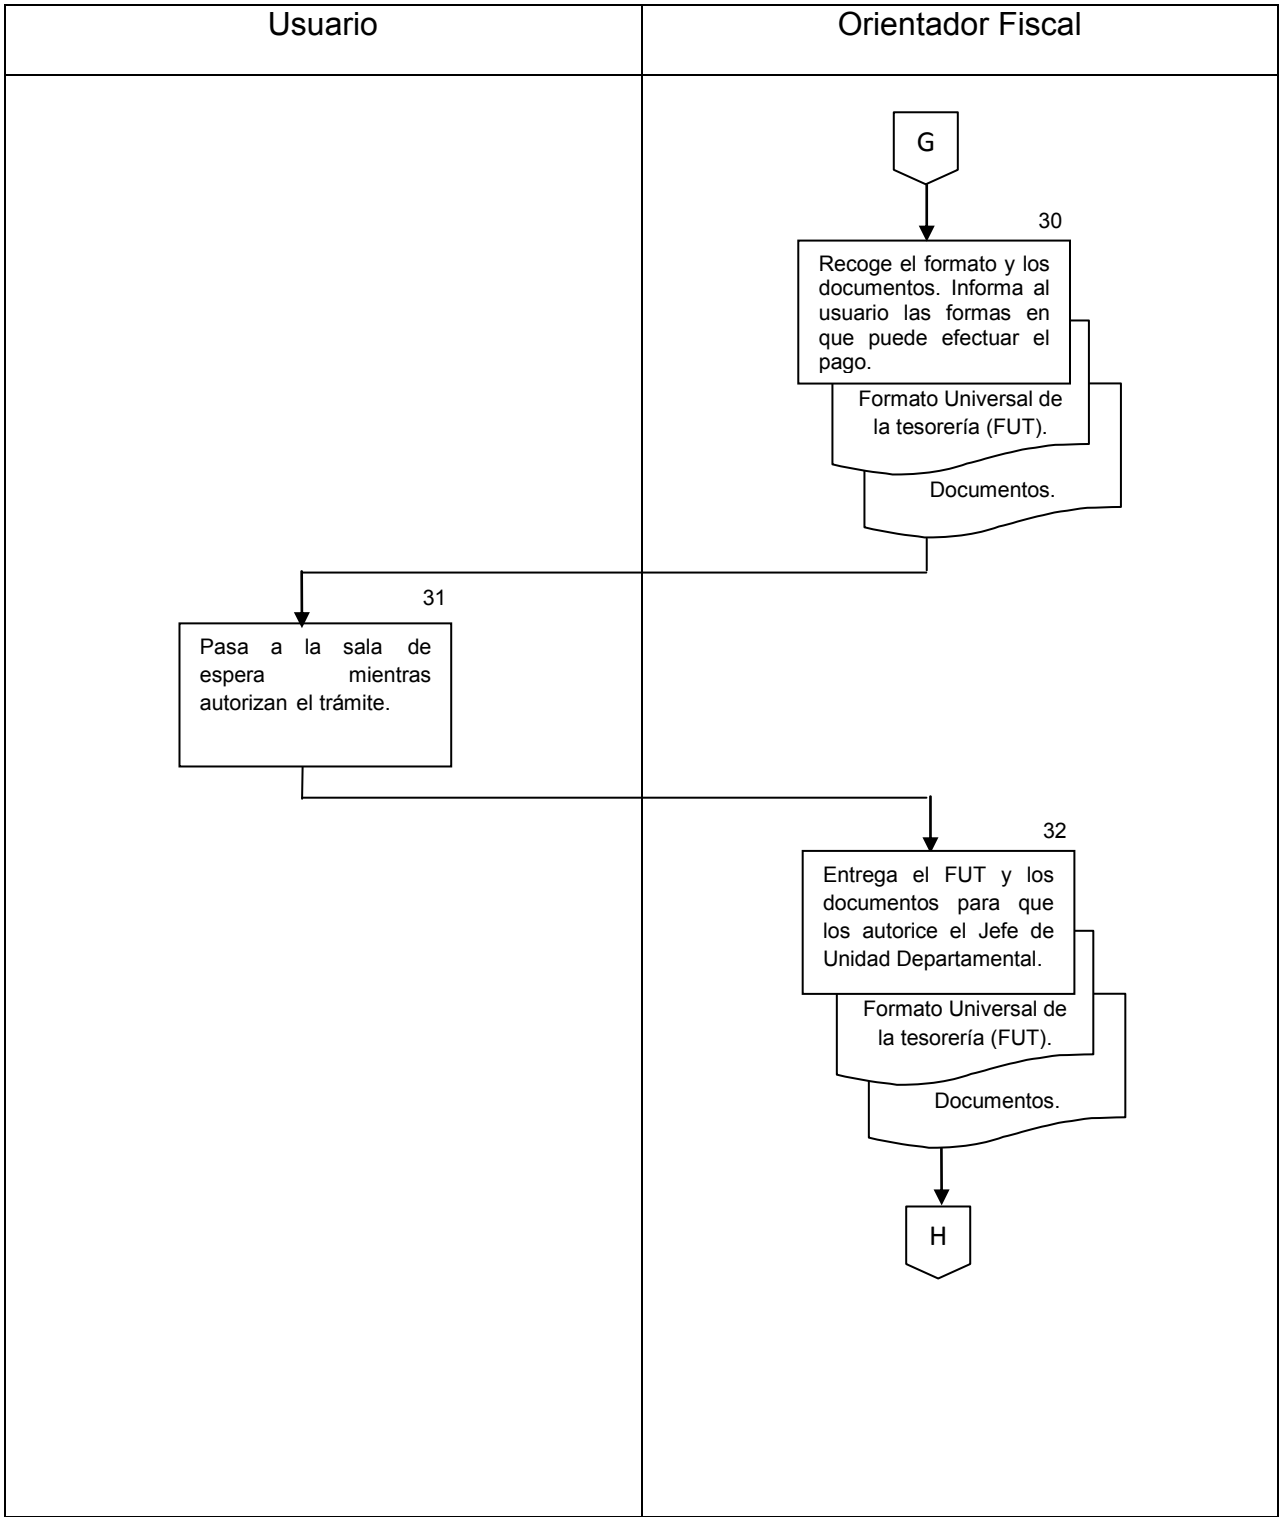 Usuario
Orientador Fiscal
G
30
Recoge el formato y los
documentos. Informa al
usuario las formas en
que puede efectuar el
pago.
Formato Universal de
la tesorería (FUT).
Documentos.
31
Pasa a la sala de
espera mientras
autorizan el trámite.
32
Entrega el FUT y los
documentos para que
los autorice el Jefe de
Unidad Departamental.
Formato Universal de
la tesorería (FUT).
Documentos.
H